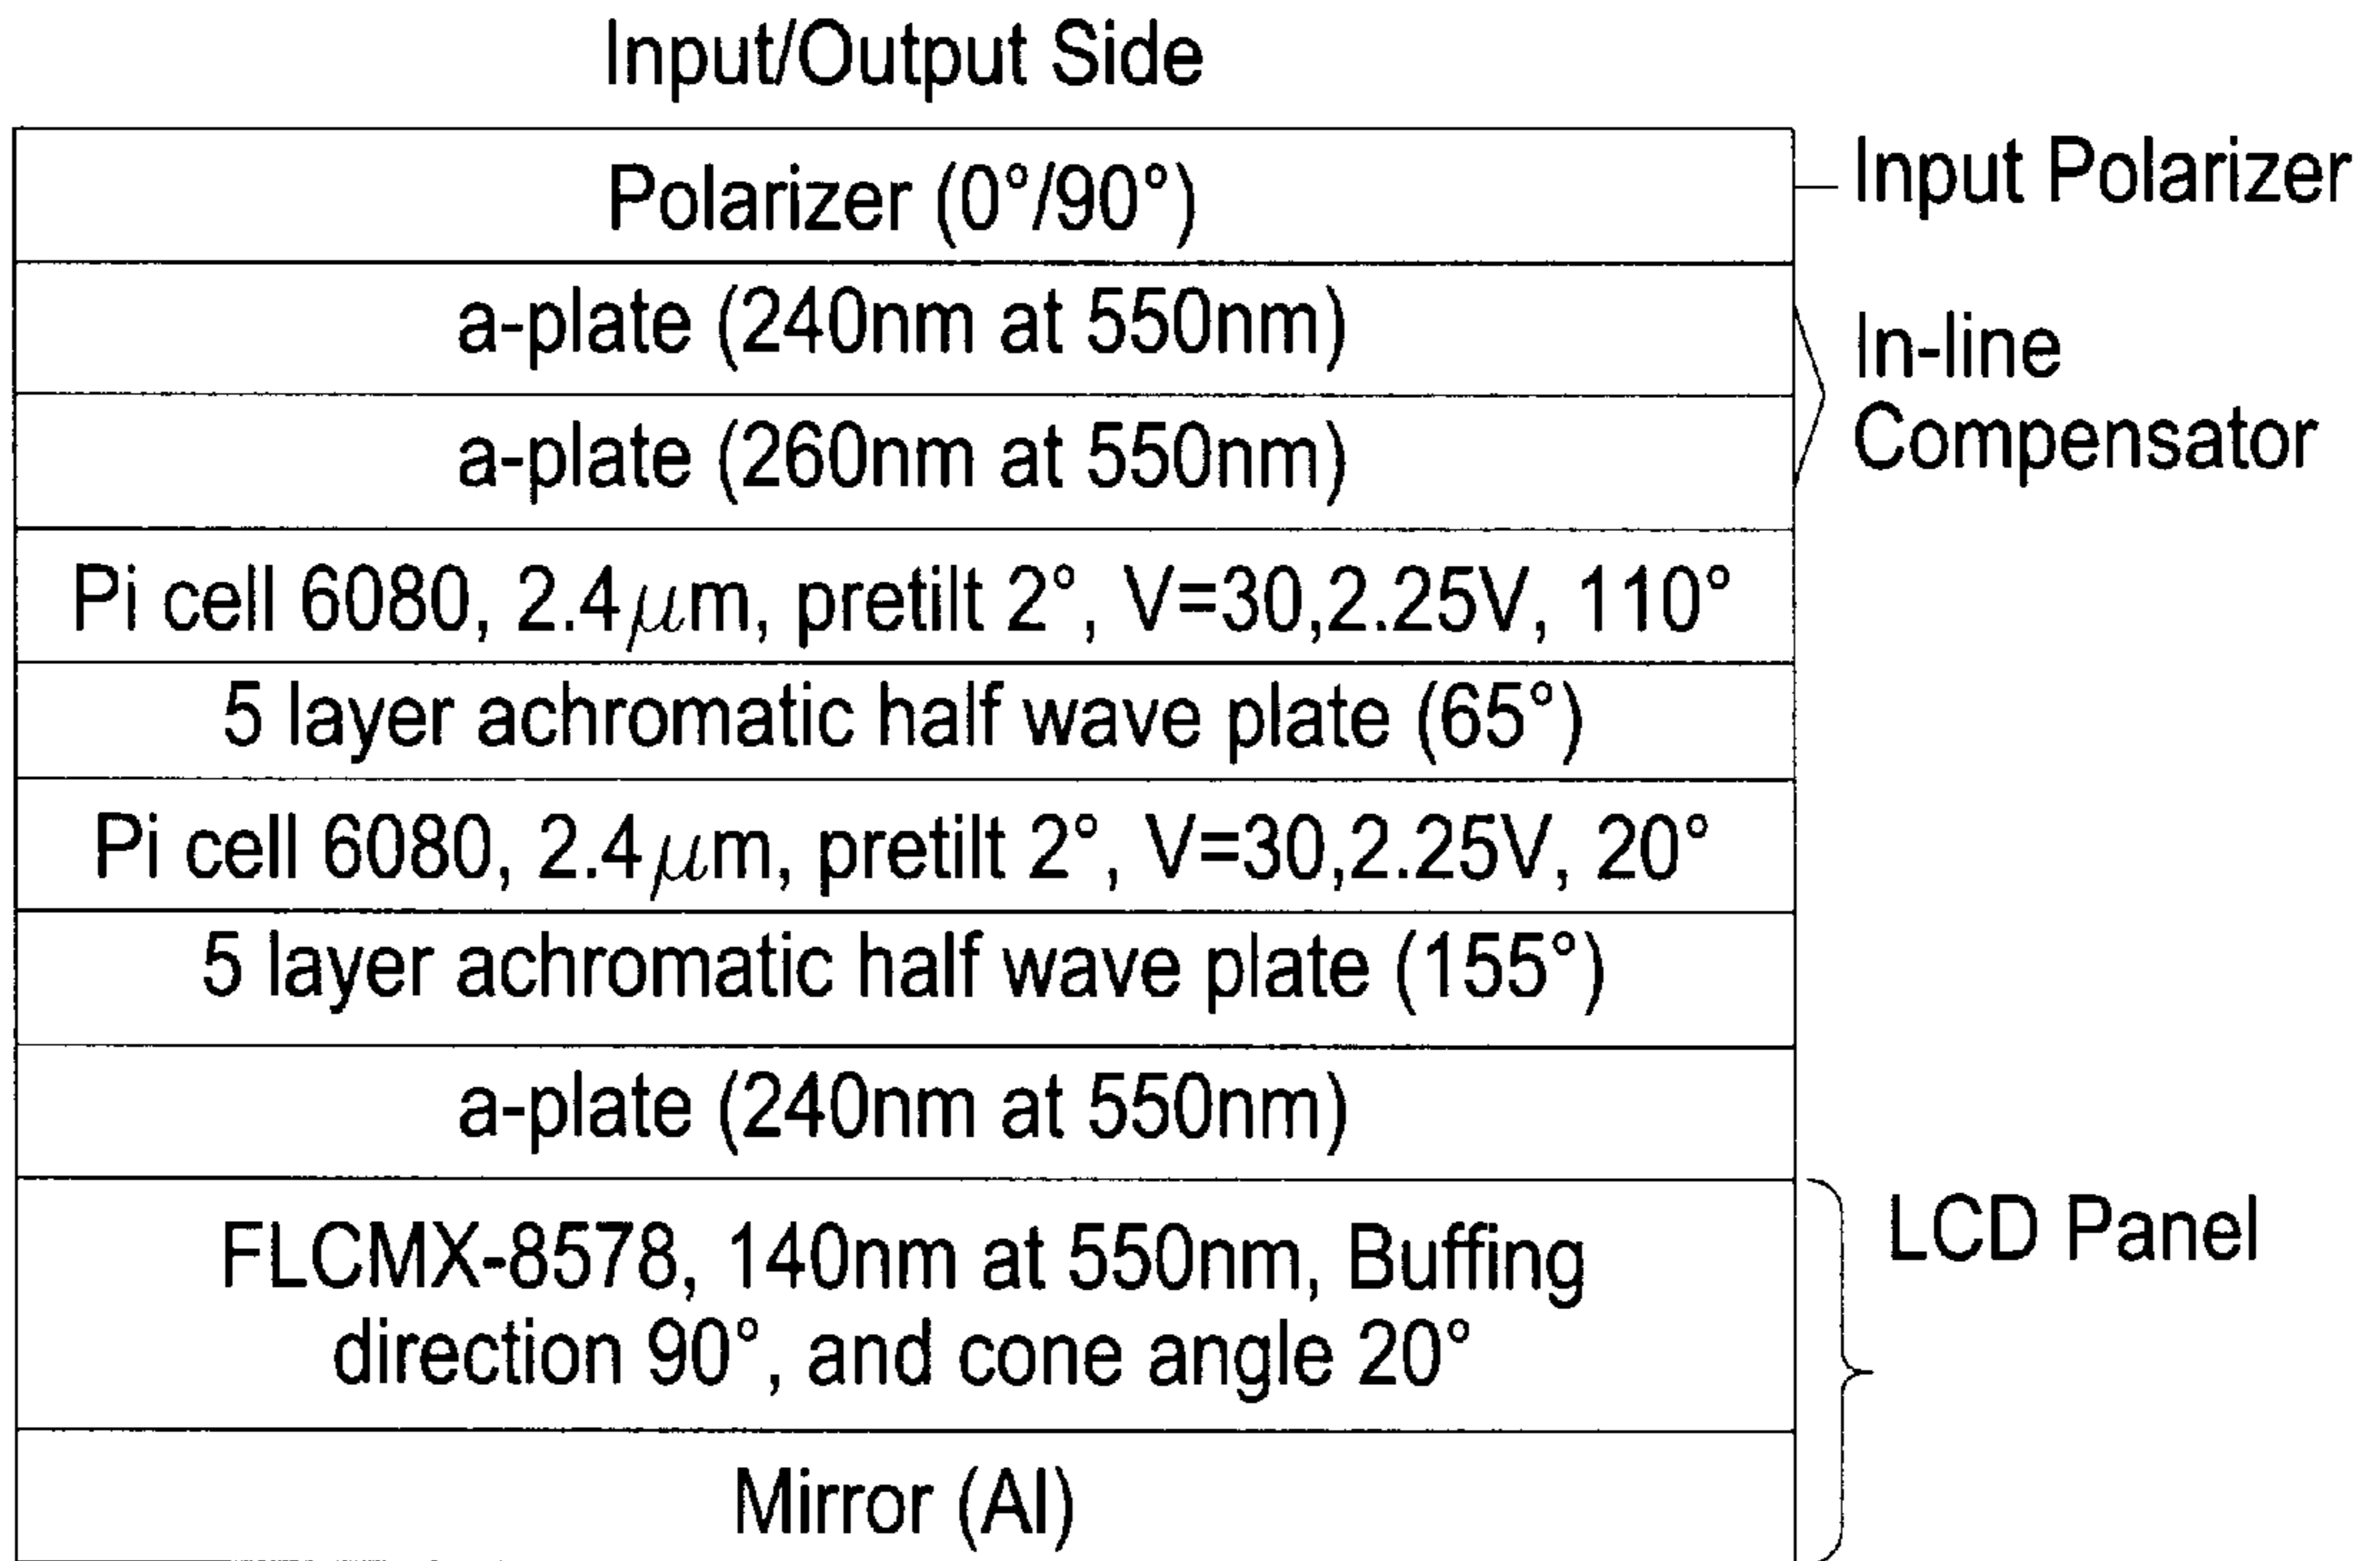 Input/Output Side
Polarizer (0°/90°)
Input Polarizer
a-plate (240nm at 550nm)
In-line
Compensator
a-plate (260nm at 550nm)
Pi cell 6080, 2.4μm, pretilt 2°, V=30,2.25V, 110°
5 layer achromatic half wave plate (65°)
Pi cell 6080, 2.4μm, pretilt 2°, V=30,2.25V, 20°
5 layer achromatic half wave plate (155°)
a-plate (240nm at 550nm)
FLCMX-8578, 140nm at 550nm, Buffing
direction 90°, and cone angle 20°
LCD Panel
Mirror (Al)